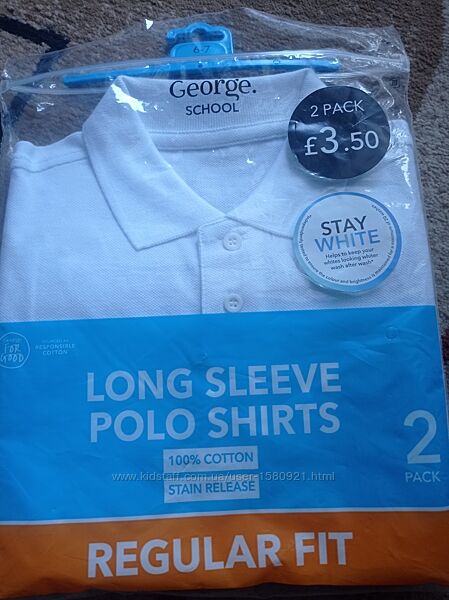 6-7
George.
SCHOOL
2 PACK
£3.50
STAY
WHITE
Helps to keep your
whites looking whiter
wash after wash*
FOR
GOOD
RESPONSIBLE
COTTON
LONG SLEEVE
POLO SHIRTS
100% COTTON
STAIN RELEASE
2
PACK
www.kidstaff.com.ua/user-1580921.html
REGULAR FIT